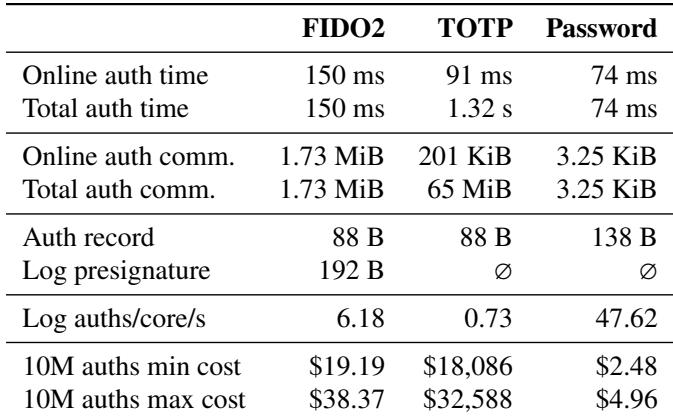 FIDO2 TOTP Password
Online auth time 150 ms 91 ms 74 ms
Total auth time 150 ms 1.32 s 74 ms
Online auth comm. 1.73 MiB 201 KiB 3.25 KiB
Total auth comm. 1.73 MiB 65 MiB 3.25 KiB
Auth record 88 B 88 B 138 B
Log presignature 192 B ∅ ∅
Log auths/core/s 6.18 0.73 47.62
10M auths min cost $19.19 $18,086 $2.48
10M auths max cost $38.37 $32,588 $4.96